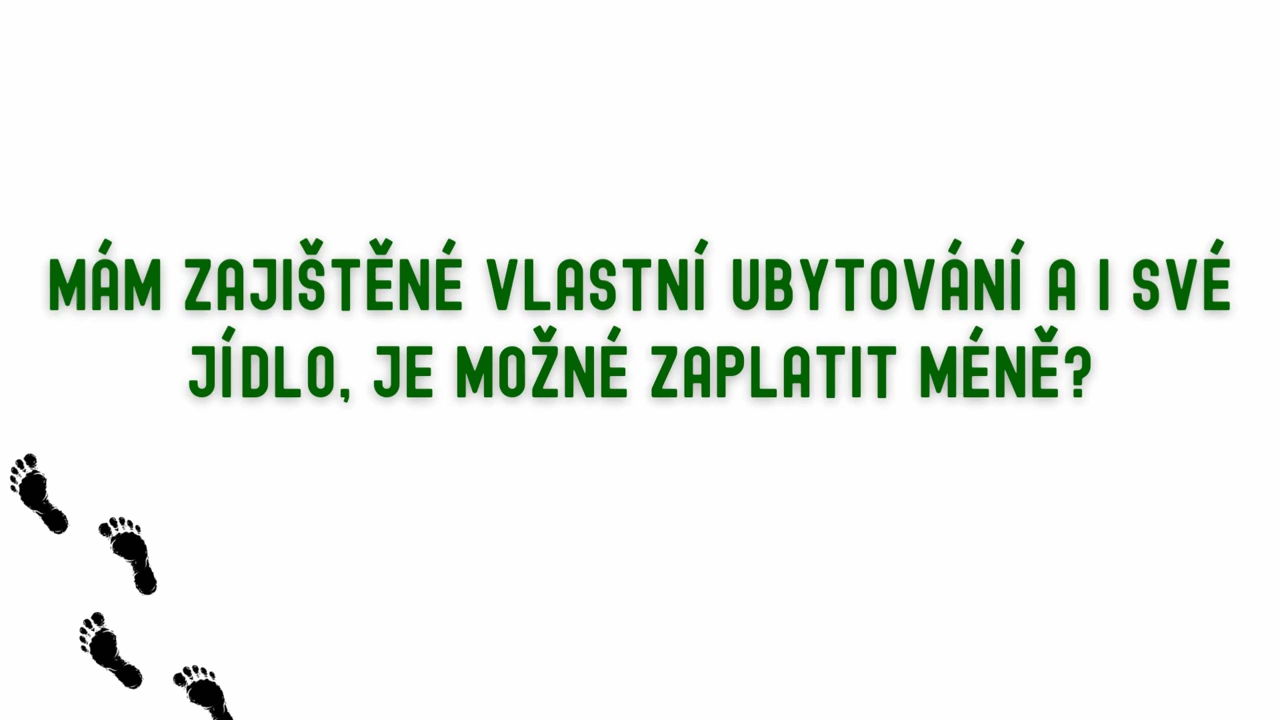 MÁM ZAJIŠTĚNÉ VLASTNÍ UBYTOVÁNÍ A I SVÉ
JÍDLO, JE MOŽNÉ ZAPLATIT MÉNĚ?